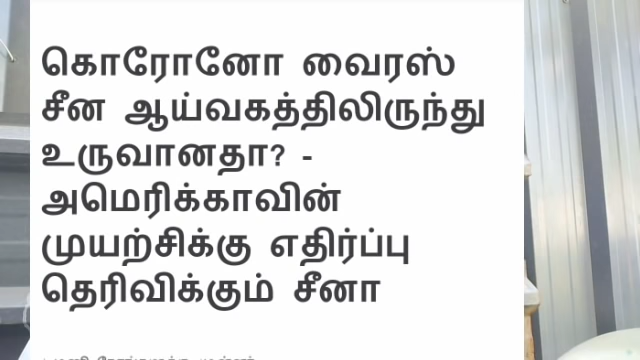 கொரோனோ வைரஸ்
சீன ஆய்வகத்திலிருந்து
உருவானதா? -
அமெரிக்காவின்
முயற்சிக்கு எதிர்ப்பு
தெரிவிக்கும் சீனா